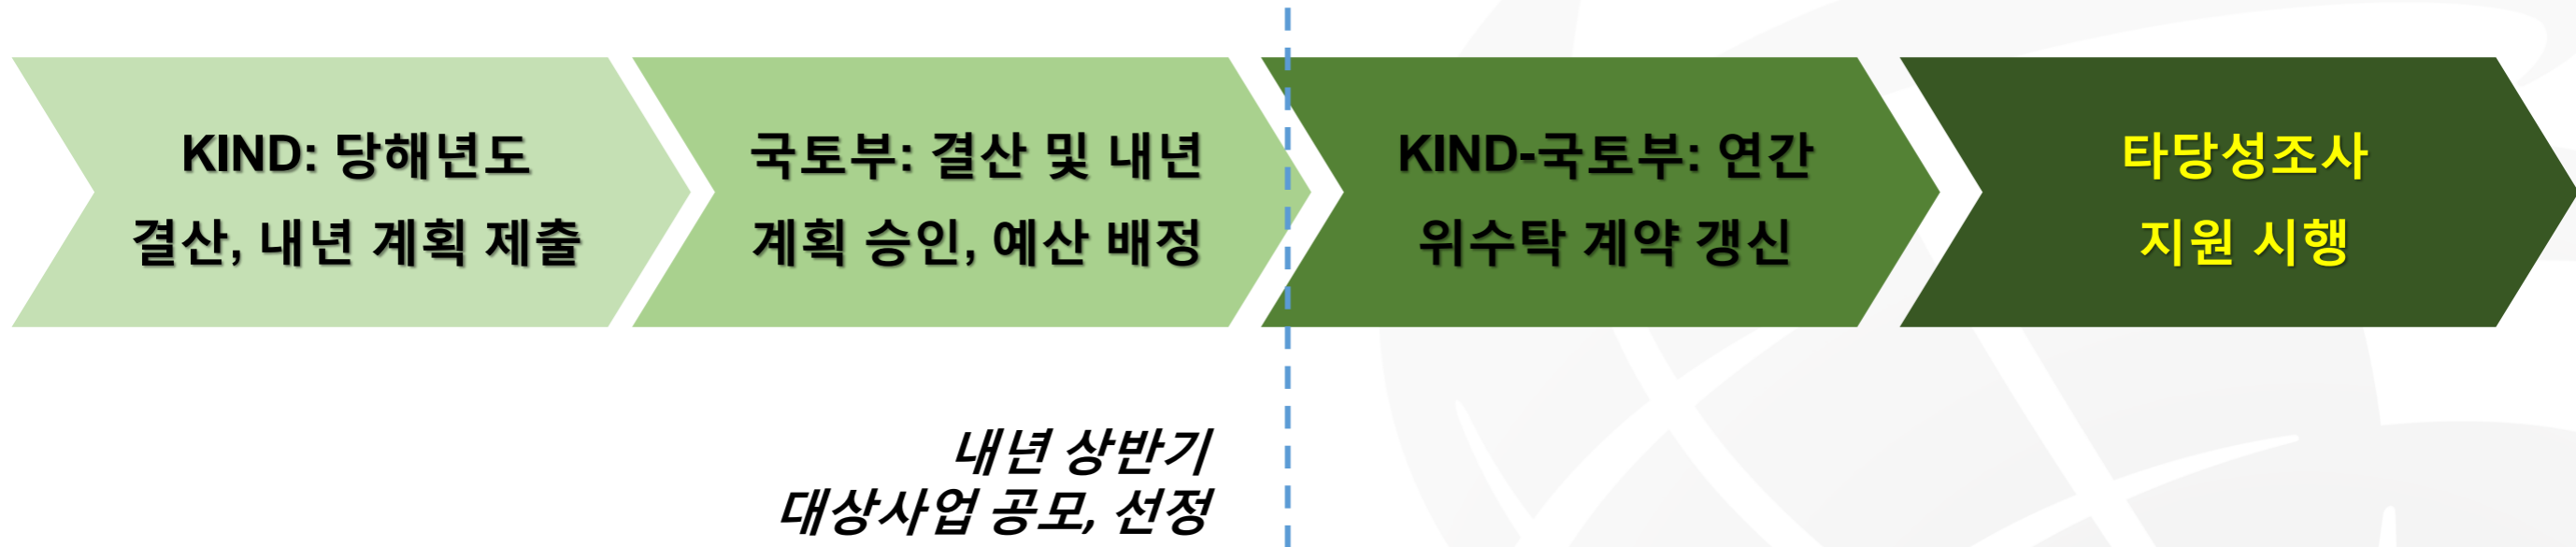 KIND: 당해년도
결산, 내년 계획 제출
국토부: 결산 및 내년
계획 승인, 예산 배정
KIND-국토부: 연간
위수탁 계약 갱신
타당성조사
지원 시행
내년 상반기
대상사업 공모, 선정